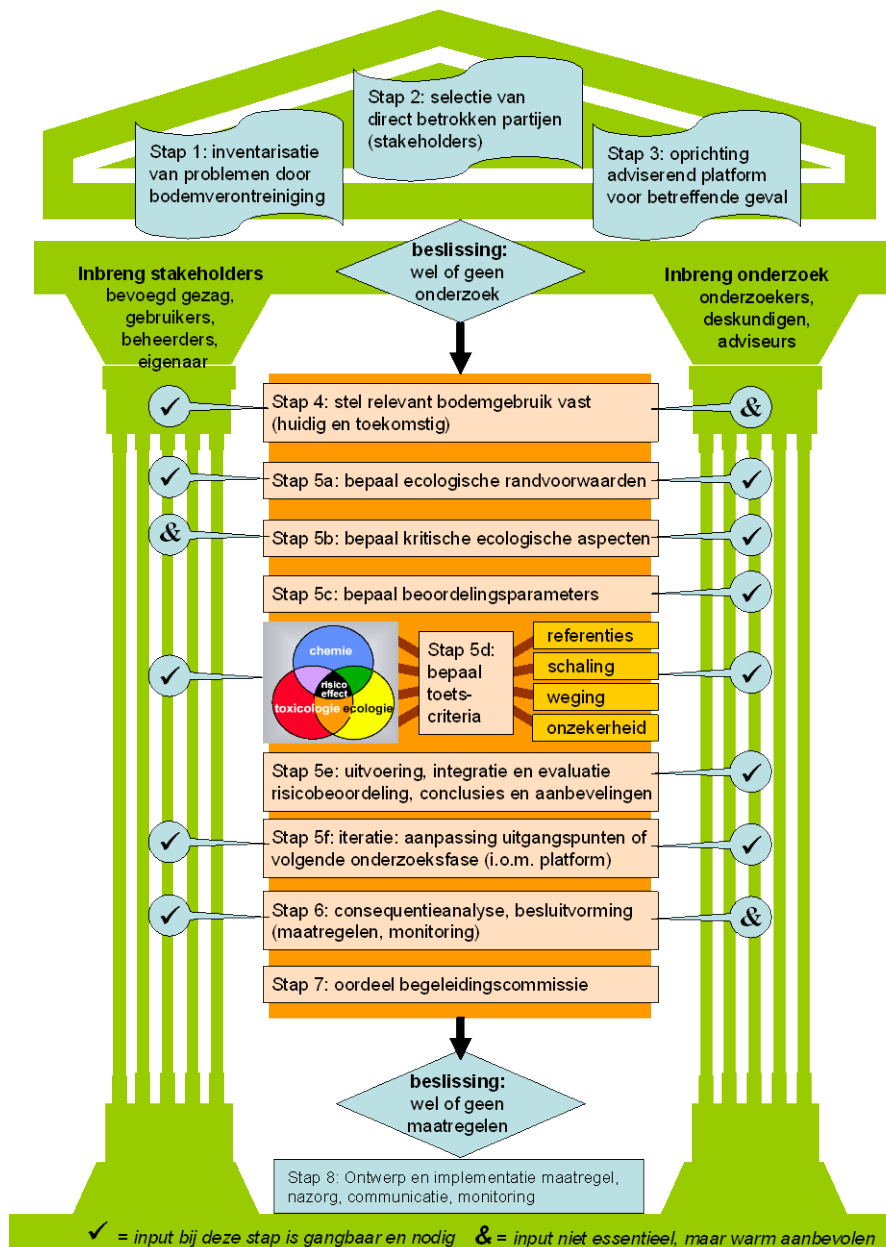 Stap 1: inventarisatie
van problemen door
bodemverontreiniging
Stap 2: selectie van
direct betrokken partijen
(stakeholders)
Stap 3: oprichting
adviserend platform
voor betreffende geval
beslissing:
wel of geen
onderzoek
Inbreng stakeholders
bevoegd gezag,
gebruikers,
beheerders,
eigenaar
Inbreng onderzoek
onderzoekers,
deskundigen,
adviseurs
✓
Stap 4: stel relevant bodemgebruik vast
(huidig en toekomstig)
&
✓
Stap 5a: bepaal ecologische randvoorwaarden
✓
&
Stap 5b: bepaal kritische ecologische aspecten
✓
Stap 5c: bepaal beoordelingsparameters
✓
✓
chemie
risico
effect
toxicologie
ecologie
Stap 5d:
bepaal
toets-
criteria
referenties
schaling
weging
onzekerheid
✓
Stap 5e: uitvoering, integratie en evaluatie
risicobeoordeling, conclusies en aanbevelingen
✓
✓
Stap 5f: iteratie: aanpassing uitgangspunten of
volgende onderzoeksfase (i.o.m. platform)
✓
✓
Stap 6: consequentieanalyse, besluitvorming
(maatregelen, monitoring)
&
Stap 7: oordeel begeleidingscommissie
beslissing:
wel of geen
maatregelen
Stap 8: Ontwerp en implementatie maatregel,
nazorg, communicatie, monitoring
✓ = input bij deze stap is gangbaar en nodig & = input niet essentieel, maar warm aanbevolen